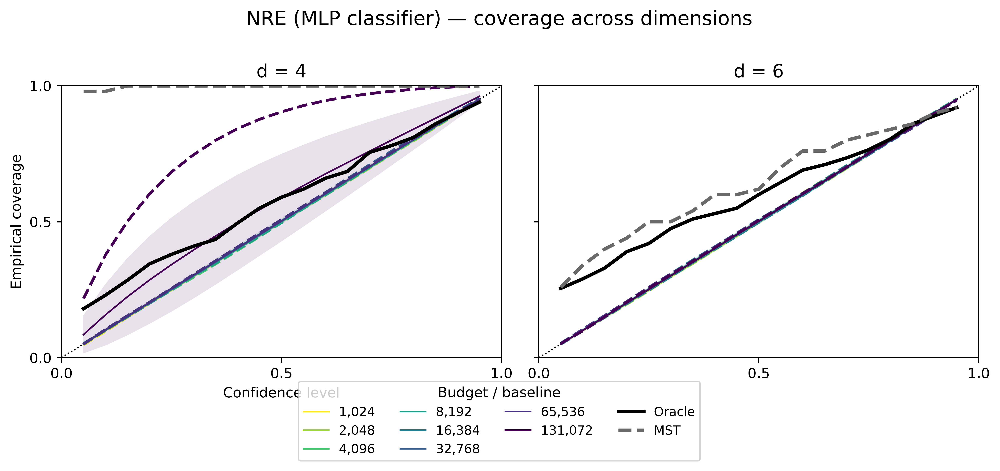 NRE (MLP classifier) — coverage across dimensions
d = 4
d = 6
Empirical coverage
1.0
0.5
0.0
0.0 0.5 1.0
0.0 0.5 1.0
Confidence level
Budget / baseline
1,024 8,192 65,536 Oracle
2,048 16,384 131,072 MST
4,096 32,768